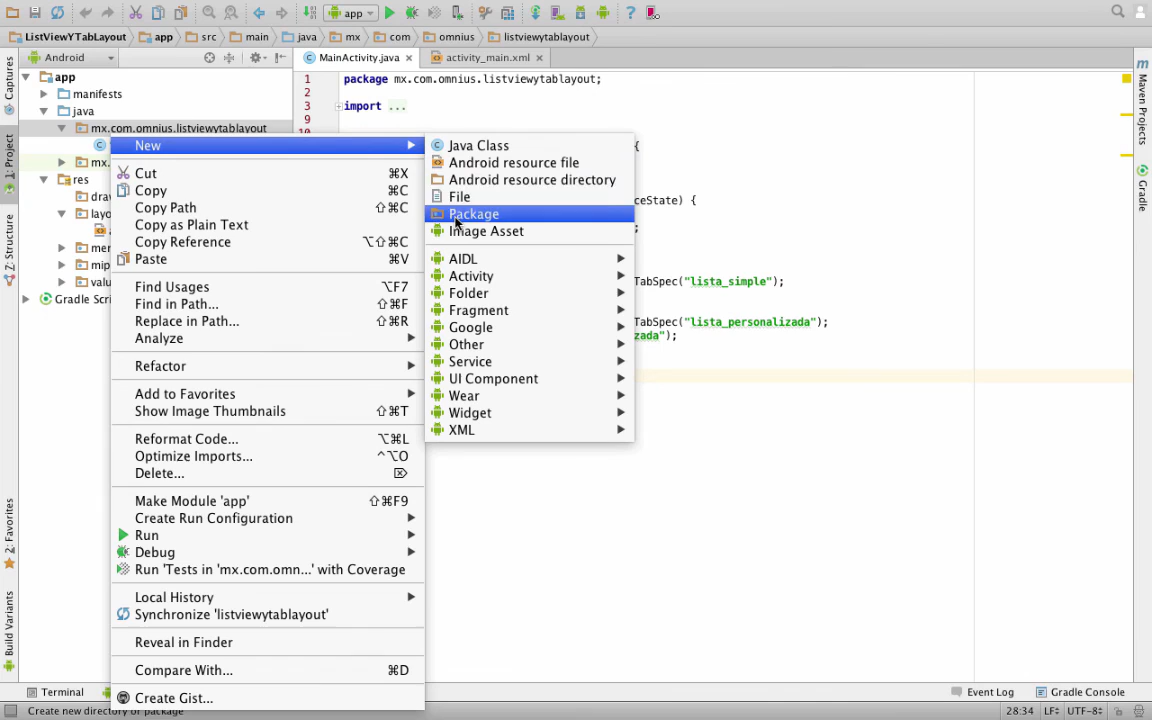 app
ListViewYTabLayout app src main java mx com omnius listviewytablayout
Android
MainActivity.java
activity_main.xml
Captures
1: Project
Z: Structure
2: Favorites
Build Variants
Maven Projects
Gradle
app
manifests
java
mx.com.omnius.listviewytablayout
mx.
res
drav
layo
a
mer
mip
valu
Gradle Scri
1 package mx.com.omnius.listviewytablayout;
2
3 import ...
9
10
{
ceState) {
;
TabSpec("lista_simple");
TabSpec("lista_personalizada");
zada");
New
Cut ⌘X
Copy ⌘C
Copy Path ⇧⌘C
Copy as Plain Text
Copy Reference ⌥⇧⌘C
Paste ⌘V
Find Usages ⌥F7
Find in Path... ⇧⌘F
Replace in Path... ⇧⌘R
Analyze
Refactor
Add to Favorites
Show Image Thumbnails ⇧⌘T
Reformat Code... ⌥⌘L
Optimize Imports... ^⌥O
Delete... ⌦
Make Module 'app' ⇧⌘F9
Create Run Configuration
Run
Debug
Run 'Tests in 'mx.com.omn...' with Coverage
Local History
Synchronize 'listviewytablayout'
Reveal in Finder
Compare With... ⌘D
Create Gist...
Java Class
Android resource file
Android resource directory
File
Package
Image Asset
AIDL
Activity
Folder
Fragment
Google
Other
Service
UI Component
Wear
Widget
XML
Terminal
Event Log
Gradle Console
Create new directory or package
28:34 LF÷ UTF-8÷